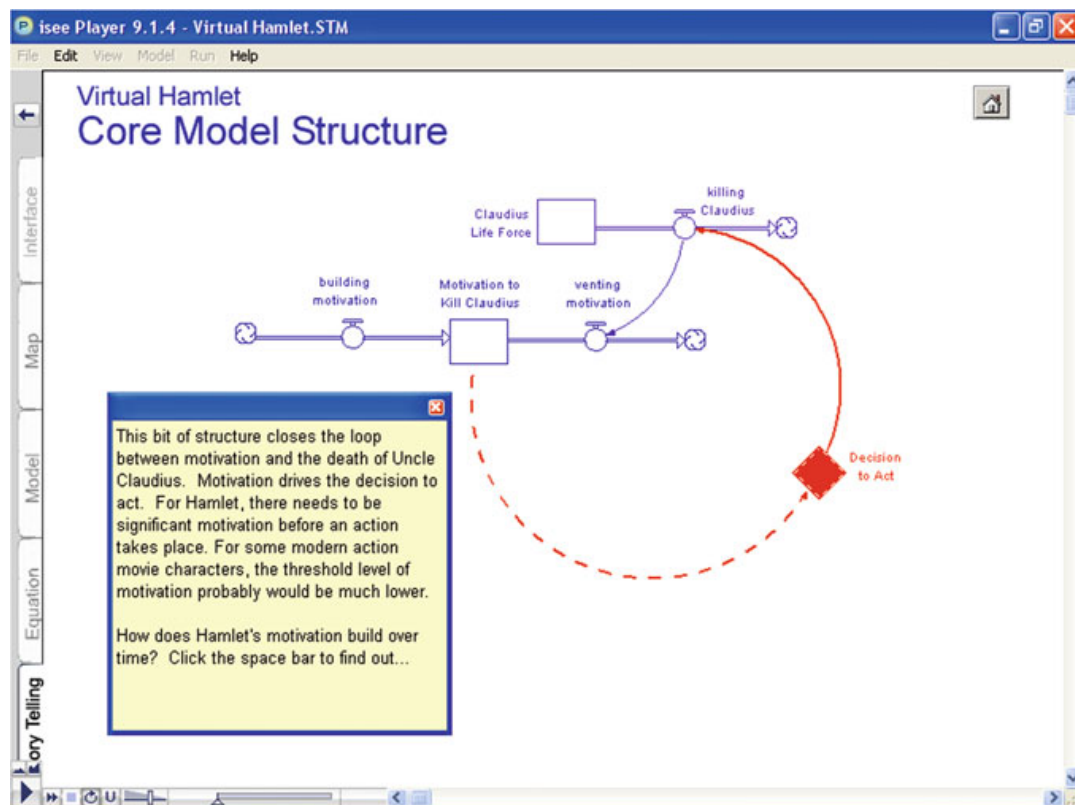 isee Player 9.1.4 - Virtual Hamlet.STM
File Edit View Model Run Help
Virtual Hamlet
Core Model Structure
killing
Claudius
Claudius
Life Force
building
motivation
Motivation to
Kill Claudius
venting
motivation
Decision
to Act
This bit of structure closes the loop
between motivation and the death of Uncle
Claudius. Motivation drives the decision to
act. For Hamlet, there needs to be
significant motivation before an action
takes place. For some modern action
movie characters, the threshold level of
motivation probably would be much lower.
How does Hamlet's motivation build over
time? Click the space bar to find out...
Interface
Map
Model
Equation
ory Telling
U